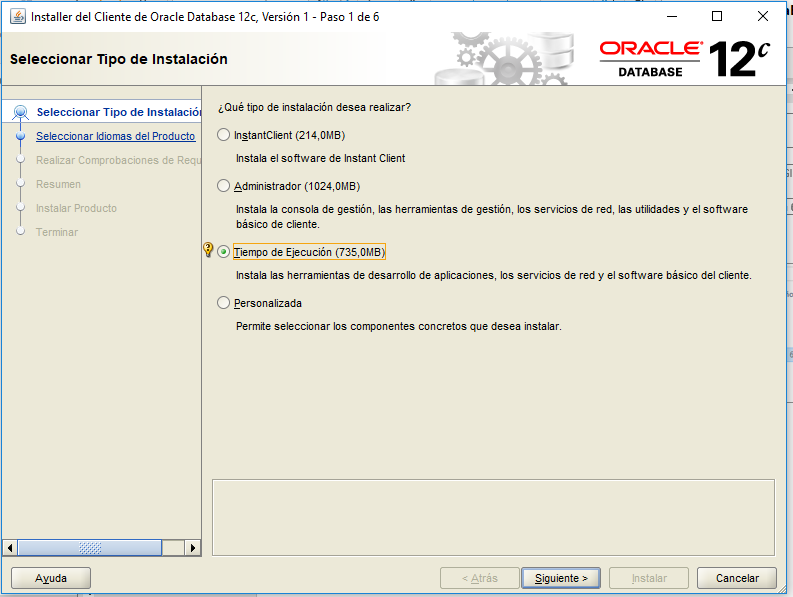 Installer del Cliente de Oracle Database 12c, Versión 1 - Paso 1 de 6
Seleccionar Tipo de Instalación
ORACLE
DATABASE
12c
Seleccionar Tipo de Instalación
Seleccionar Idiomas del Producto
Realizar Comprobaciones de Requ
Resumen
Instalar Producto
Terminar
¿Qué tipo de instalación desea realizar?
InstantClient (214,0MB)
Instala el software de Instant Client
Administrador (1024,0MB)
Instala la consola de gestión, las herramientas de gestión, los servicios de red, las utilidades y el software
básico de cliente.
Tiempo de Ejecución (735,0MB)
Instala las herramientas de desarrollo de aplicaciones, los servicios de red y el software básico del cliente.
Personalizada
Permite seleccionar los componentes concretos que desea instalar.
Ayuda
< Atrás
Siguiente >
Instalar
Cancelar